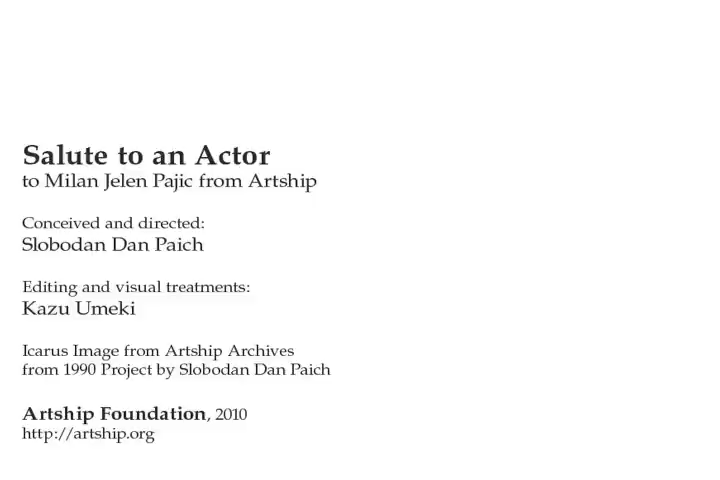 Salute to an Actor
to Milan Jelen Pajic from Artship
Conceived and directed:
Slobodan Dan Paich
Editing and visual treatments:
Kazu Umeki
Icarus Image from Artship Archives
from 1990 Project by Slobodan Dan Paich
Artship Foundation, 2010
http://artship.org